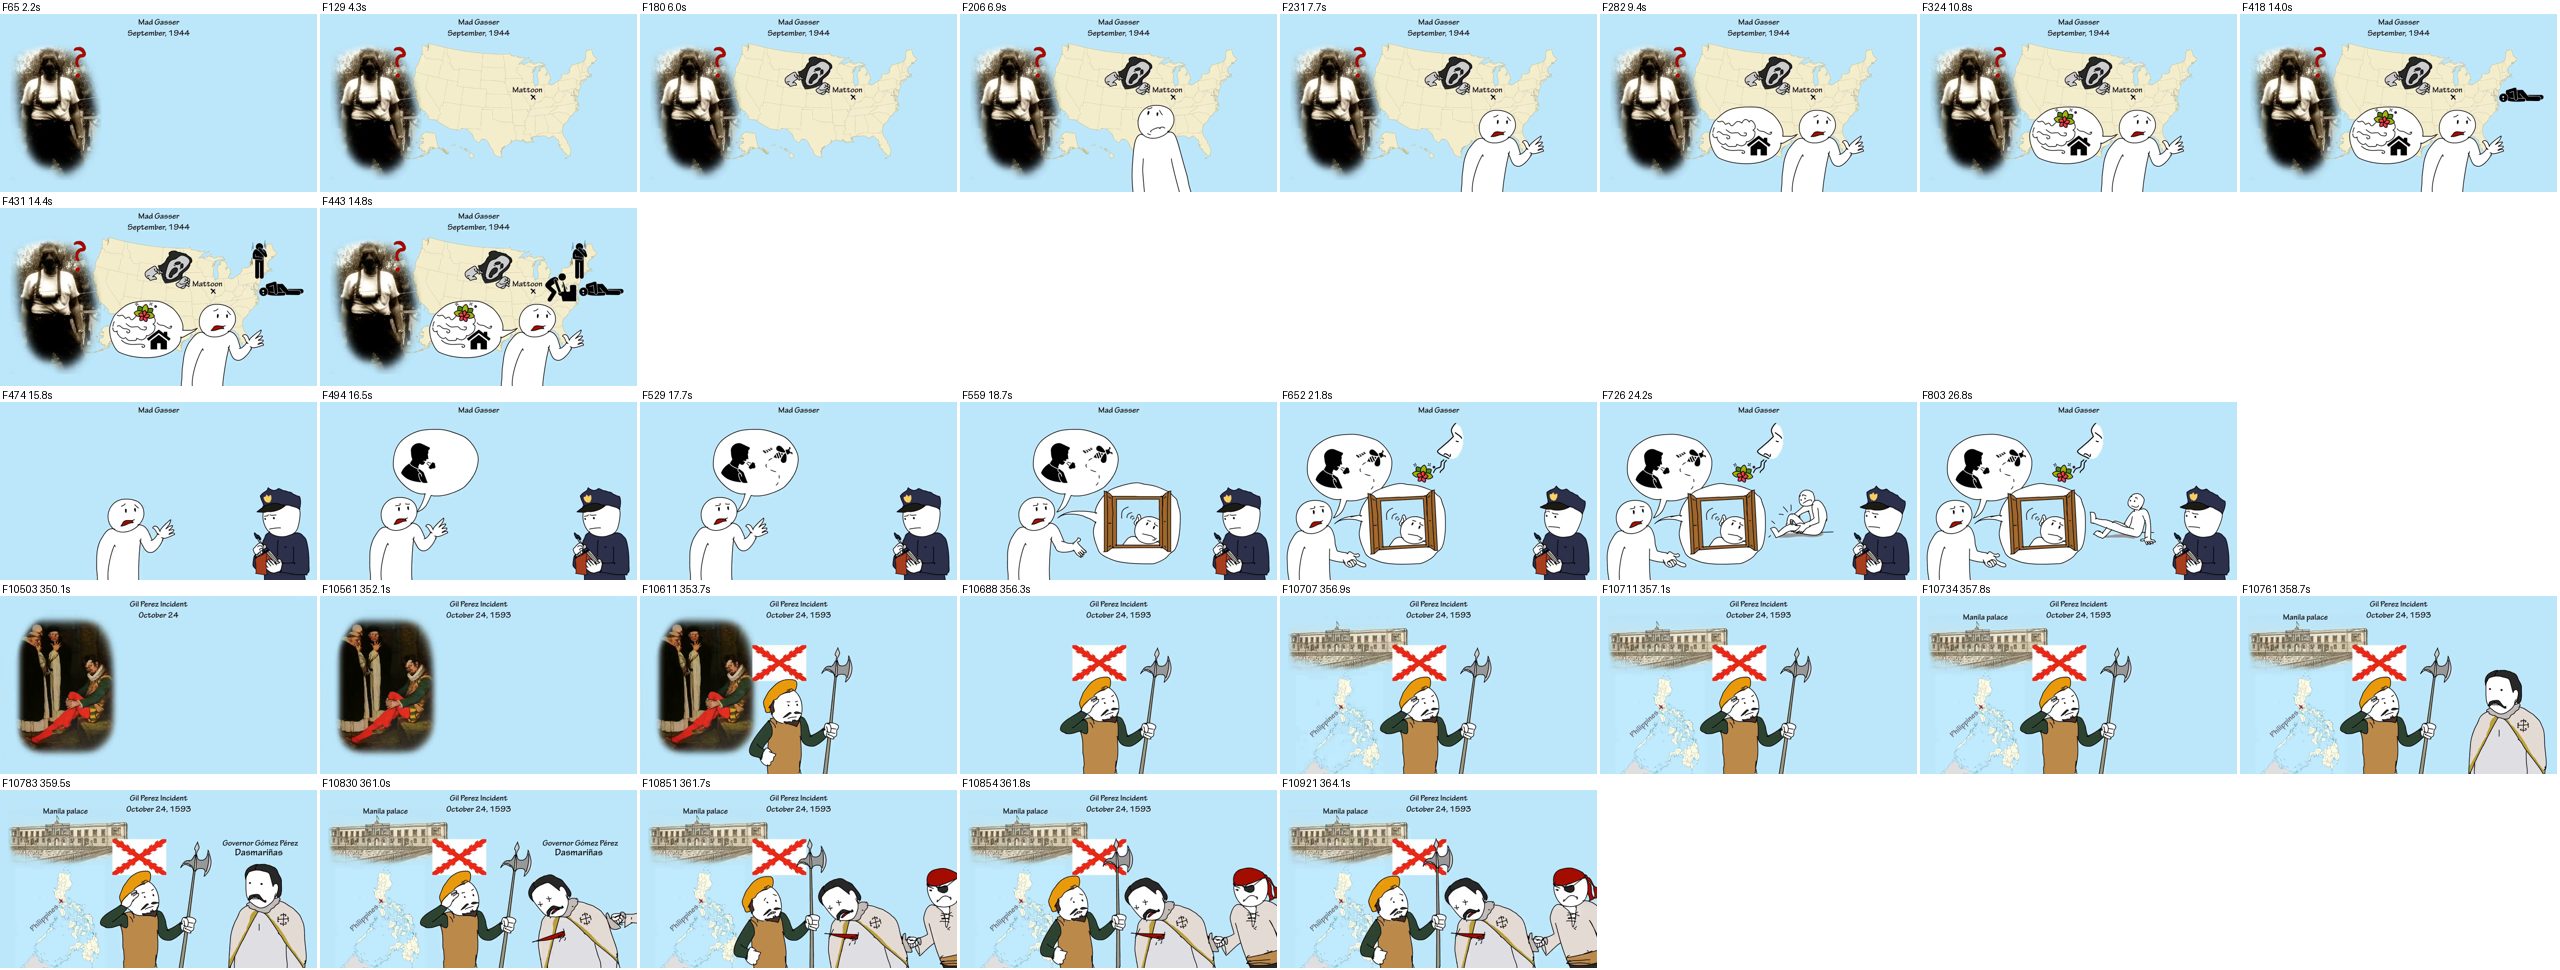 F65 2.2s
Mad Gasser
September, 1944
?
F129 4.3s
Mad Gasser
September, 1944
?
Mattoon
F180 6.0s
Mad Gasser
September, 1944
?
Mattoon
F206 6.9s
Mad Gasser
September, 1944
?
Mattoon
F231 7.7s
Mad Gasser
September, 1944
?
Mattoon
F282 9.4s
Mad Gasser
September, 1944
?
Mattoon
F324 10.8s
Mad Gasser
September, 1944
?
Mattoon
F418 14.0s
Mad Gasser
September, 1944
?
Mattoon
F431 14.4s
Mad Gasser
September, 1944
?
Mattoon
F443 14.8s
Mad Gasser
September, 1944
?
Mattoon
F474 15.8s
Mad Gasser
F494 16.5s
Mad Gasser
F529 17.7s
Mad Gasser
F559 18.7s
Mad Gasser
F652 21.8s
Mad Gasser
F726 24.2s
Mad Gasser
F803 26.8s
Mad Gasser
F10503 350.1s
Gil Perez Incident
October 24
F10561 352.1s
Gil Perez Incident
October 24, 1593
F10611 353.7s
Gil Perez Incident
October 24, 1593
F10688 356.3s
Gil Perez Incident
October 24, 1593
F10707 356.9s
Gil Perez Incident
October 24, 1593
Philippines
F10711 357.1s
Gil Perez Incident
October 24, 1593
Philippines
F10734 357.8s
Gil Perez Incident
October 24, 1593
Manila palace
Philippines
F10761 358.7s
Gil Perez Incident
October 24, 1593
Manila palace
Philippines
F10783 359.5s
Gil Perez Incident
October 24, 1593
Manila palace
Governor Gómez Pérez
Dasmariñas
Philippines
F10830 361.0s
Gil Perez Incident
October 24, 1593
Manila palace
Governor Gómez Pérez
Dasmariñas
Philippines
F10851 361.7s
Gil Perez Incident
October 24, 1593
Manila palace
Philippines
F10854 361.8s
Gil Perez Incident
October 24, 1593
Manila palace
Philippines
F10921 364.1s
Gil Perez Incident
October 24, 1593
Manila palace
Philippines